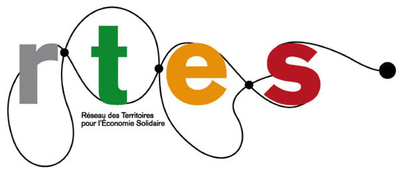 rtes
Réseau des Territoires
pour l'Économie Solidaire